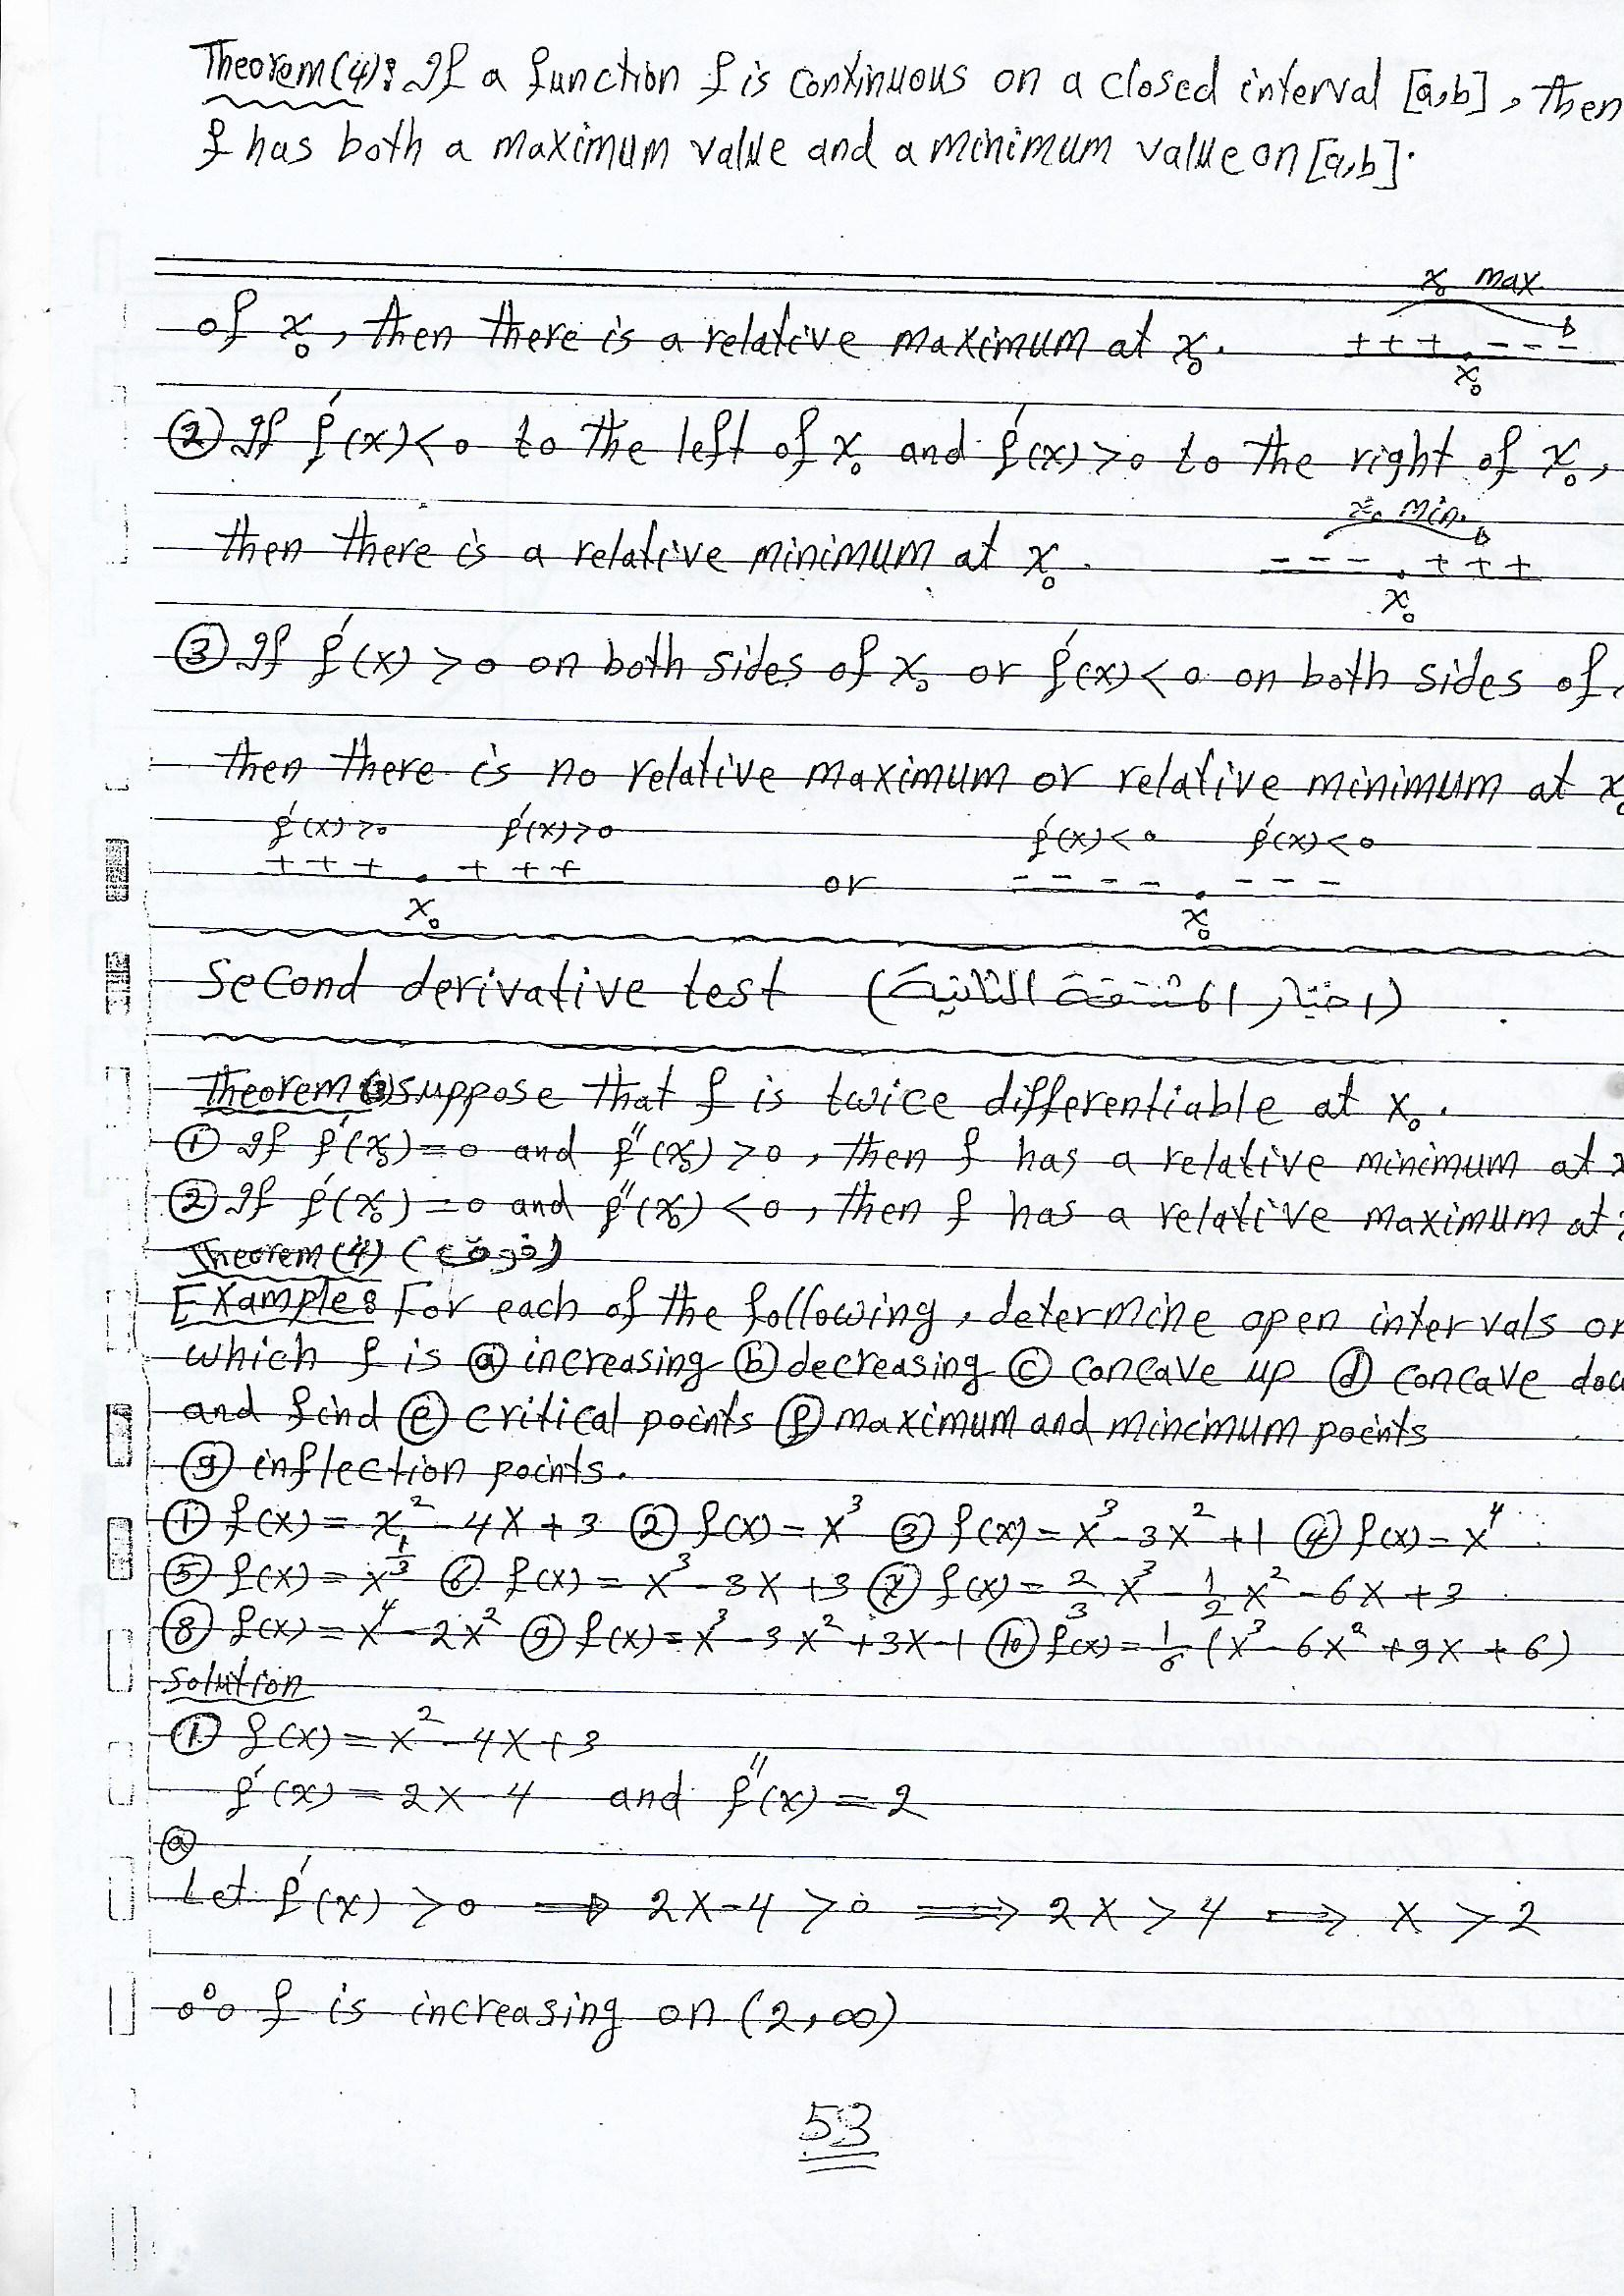 Theorem(4): If a function f is continuous on a closed interval [a,b], then
f has both a maximum value and a minimum value on [a,b].
x₀ max
of x₀, then there is a relative maximum at x₀. +++ . ---
x₀
② If f′(x)<0 to the left of x₀ and f′(x)>0 to the right of x₀,
x₀ min.
then there is a relative minimum at x₀. --- . +++
x₀
③ If f′(x)>0 on both sides of x₀ or f′(x)<0 on both sides of
then there is no relative maximum or relative minimum at x₀
f′(x)>0 f′(x)>0 f′(x)<0 f′(x)<0
+++ . +++ or ---- . ---
x₀ x₀
Second derivative test (اختبار المشتقة الثانية)
Theorem (3) suppose that f is twice differentiable at x₀.
① If f′(x₀)=0 and f″(x₀)>0, then f has a relative minimum at x
② If f′(x₀)=0 and f″(x₀)<0, then f has a relative maximum at
Theorem(4) (فوق)
Examples For each of the following, determine open intervals on
which f is ⓐ increasing ⓑ decreasing ⓒ concave up ⓓ concave dow
and find ⓔ critical points ⓕ maximum and minimum points
ⓖ inflection points.
① f(x)=x²-4x+3 ② f(x)=x³ ③ f(x)=x³-3x²+1 ④ f(x)=x⁴
⑤ f(x)=x^(1/3) ⑥ f(x)=x³-3x+3 ⑦ f(x)=2/3 x³-1/2 x²-6x+3
⑧ f(x)=x⁴-2x² ⑨ f(x)=x³-3x²+3x-1 ⑩ f(x)=1/6 (x³-6x²+9x+6)
Solution
① f(x)=x²-4x+3
f′(x)=2x-4 and f″(x)=2
ⓐ
Let f′(x)>0 ⟹ 2x-4>0 ⟹ 2x>4 ⟹ x>2
∴ f is increasing on (2,∞)
53